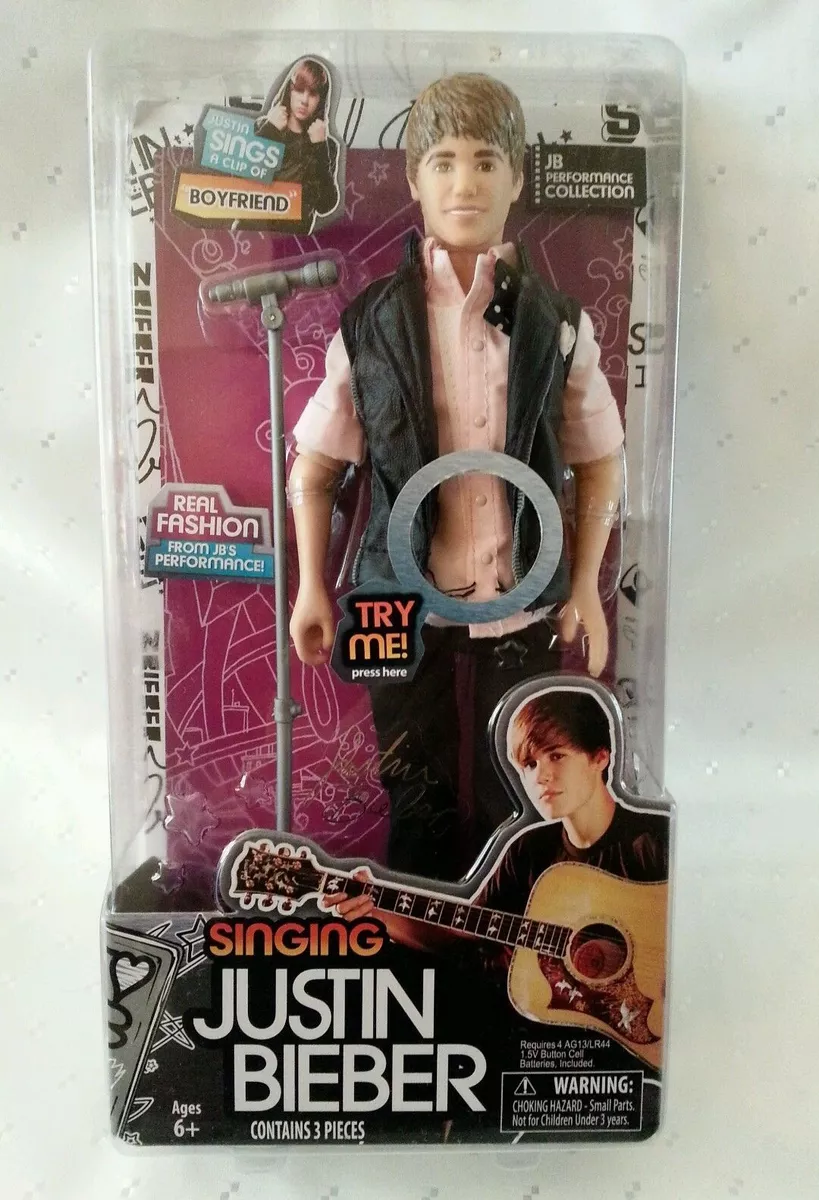 JUSTIN
SINGS
A CLIP OF
"BOYFRIEND"
JB
PERFORMANCE
COLLECTION
REAL
FASHION
FROM JB'S
PERFORMANCE!
TRY
ME!
press here
Justin
SINGING
JUSTIN
BIEBER
Requires 4 AG13/LR44
1.5V Button Cell
Batteries, Included.
WARNING:
CHOKING HAZARD - Small Parts.
Not for Children Under 3 years.
Ages
6+
CONTAINS 3 PIECES